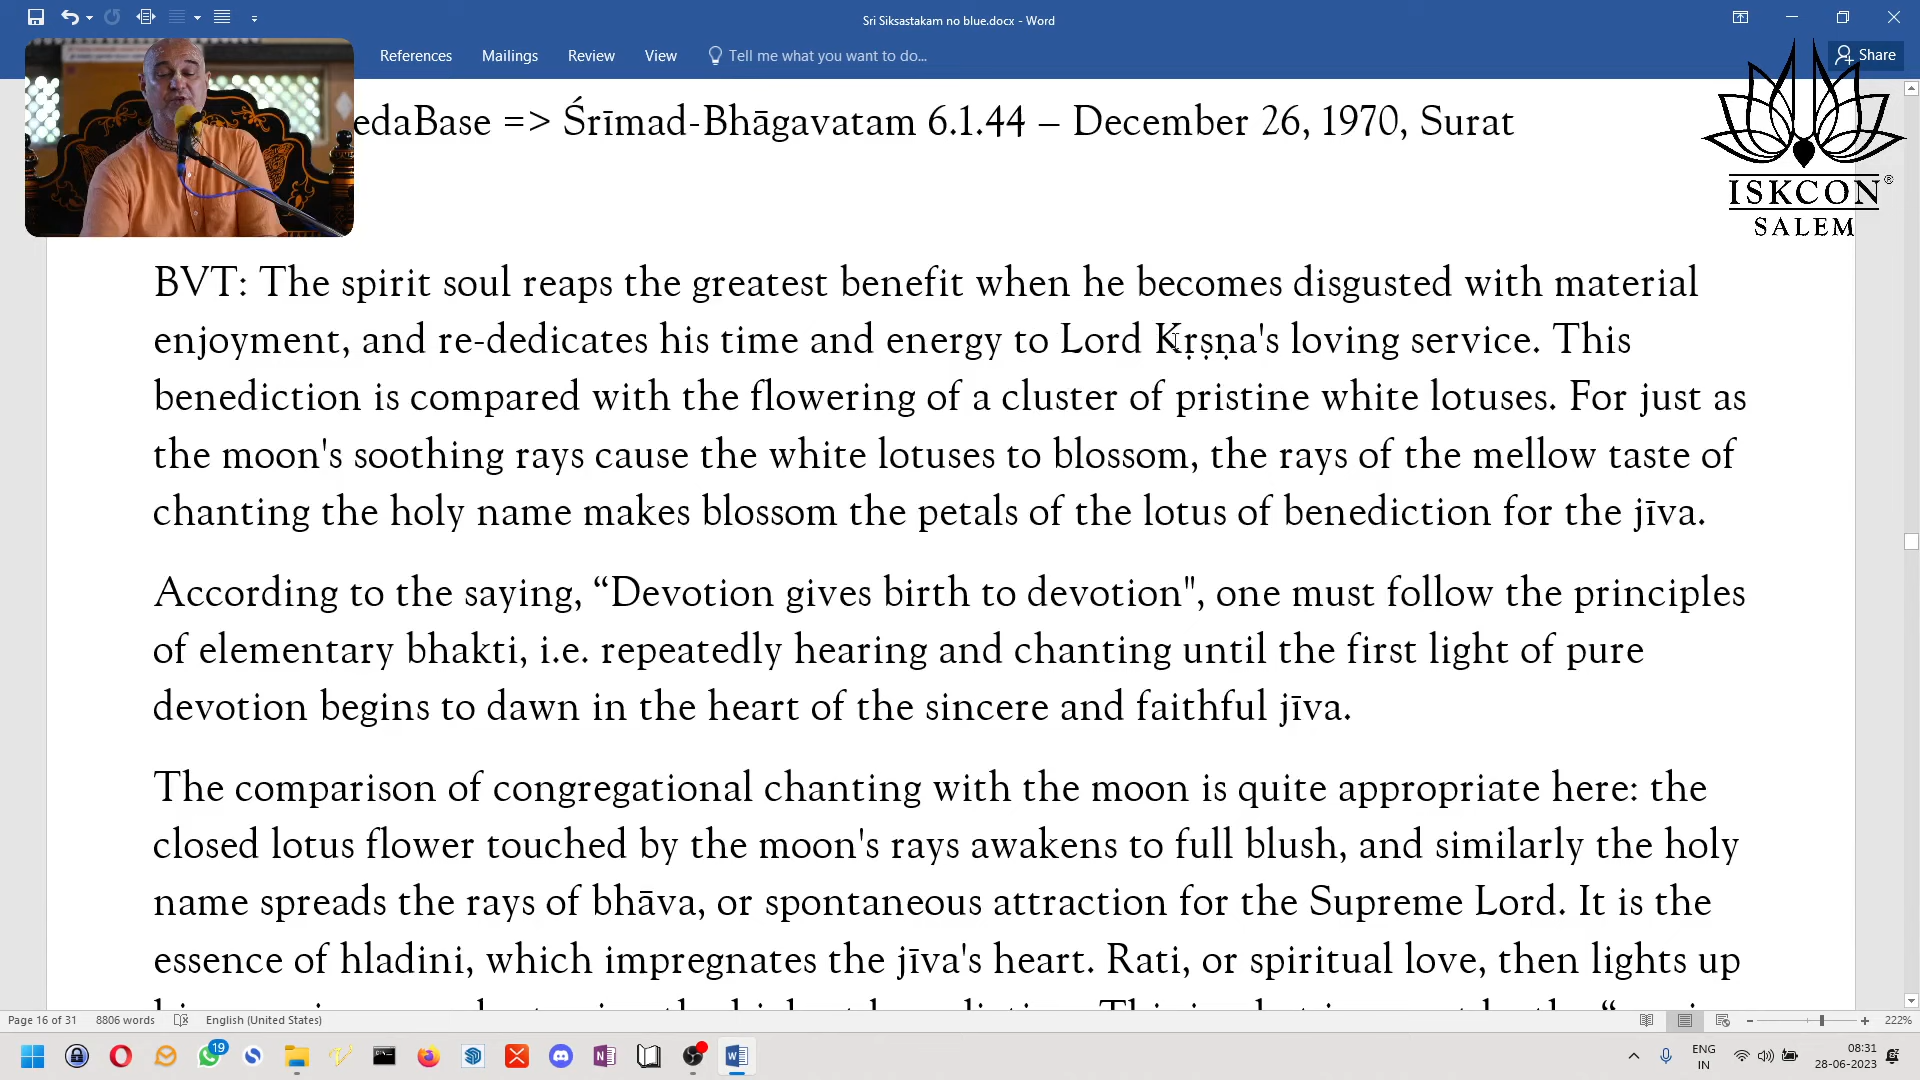 Sri Siksastakam no blue.docx - Word
References Mailings Review View Tell me what you want to do...
Share
edaBase => Śrīmad-Bhāgavatam 6.1.44 – December 26, 1970, Surat
ISKCON®
SALEM
BVT: The spirit soul reaps the greatest benefit when he becomes disgusted with material
enjoyment, and re-dedicates his time and energy to Lord Kṛṣṇa's loving service. This
benediction is compared with the flowering of a cluster of pristine white lotuses. For just as
the moon's soothing rays cause the white lotuses to blossom, the rays of the mellow taste of
chanting the holy name makes blossom the petals of the lotus of benediction for the jīva.
According to the saying, “Devotion gives birth to devotion", one must follow the principles
of elementary bhakti, i.e. repeatedly hearing and chanting until the first light of pure
devotion begins to dawn in the heart of the sincere and faithful jīva.
The comparison of congregational chanting with the moon is quite appropriate here: the
closed lotus flower touched by the moon's rays awakens to full blush, and similarly the holy
name spreads the rays of bhāva, or spontaneous attraction for the Supreme Lord. It is the
essence of hladini, which impregnates the jīva's heart. Rati, or spiritual love, then lights up
Page 16 of 31 8806 words English (United States) 222%
19
ENG
IN
08:31
28-06-2023